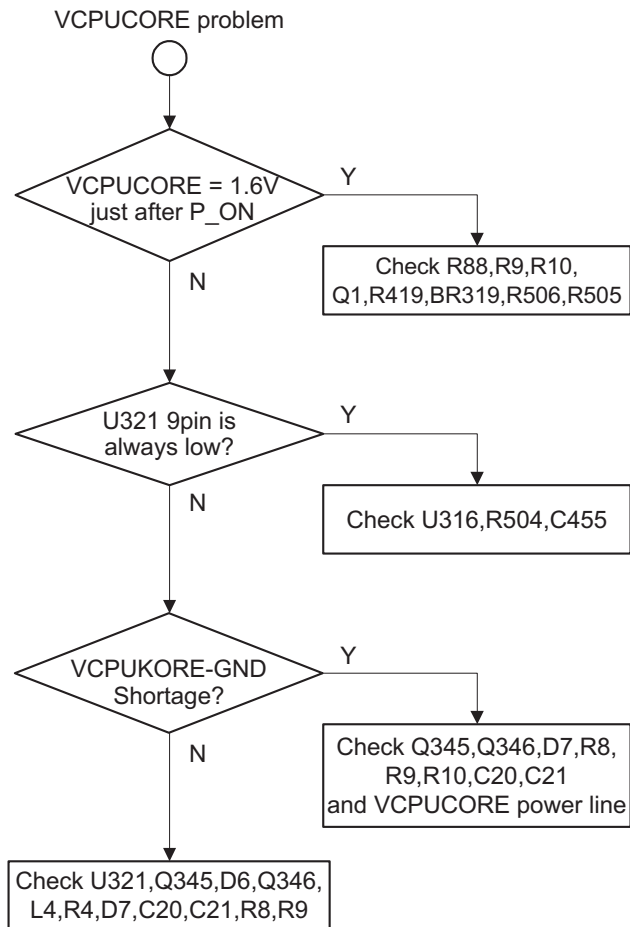 VCPUCORE problem
VCPUCORE = 1.6V
just after P_ON
Y
Check R88,R9,R10,
Q1,R419,BR319,R506,R505
N
U321 9pin is
always low?
Y
Check U316,R504,C455
N
VCPUKORE-GND
Shortage?
Y
Check Q345,Q346,D7,R8,
R9,R10,C20,C21
and VCPUCORE power line
N
Check U321,Q345,D6,Q346,
L4,R4,D7,C20,C21,R8,R9